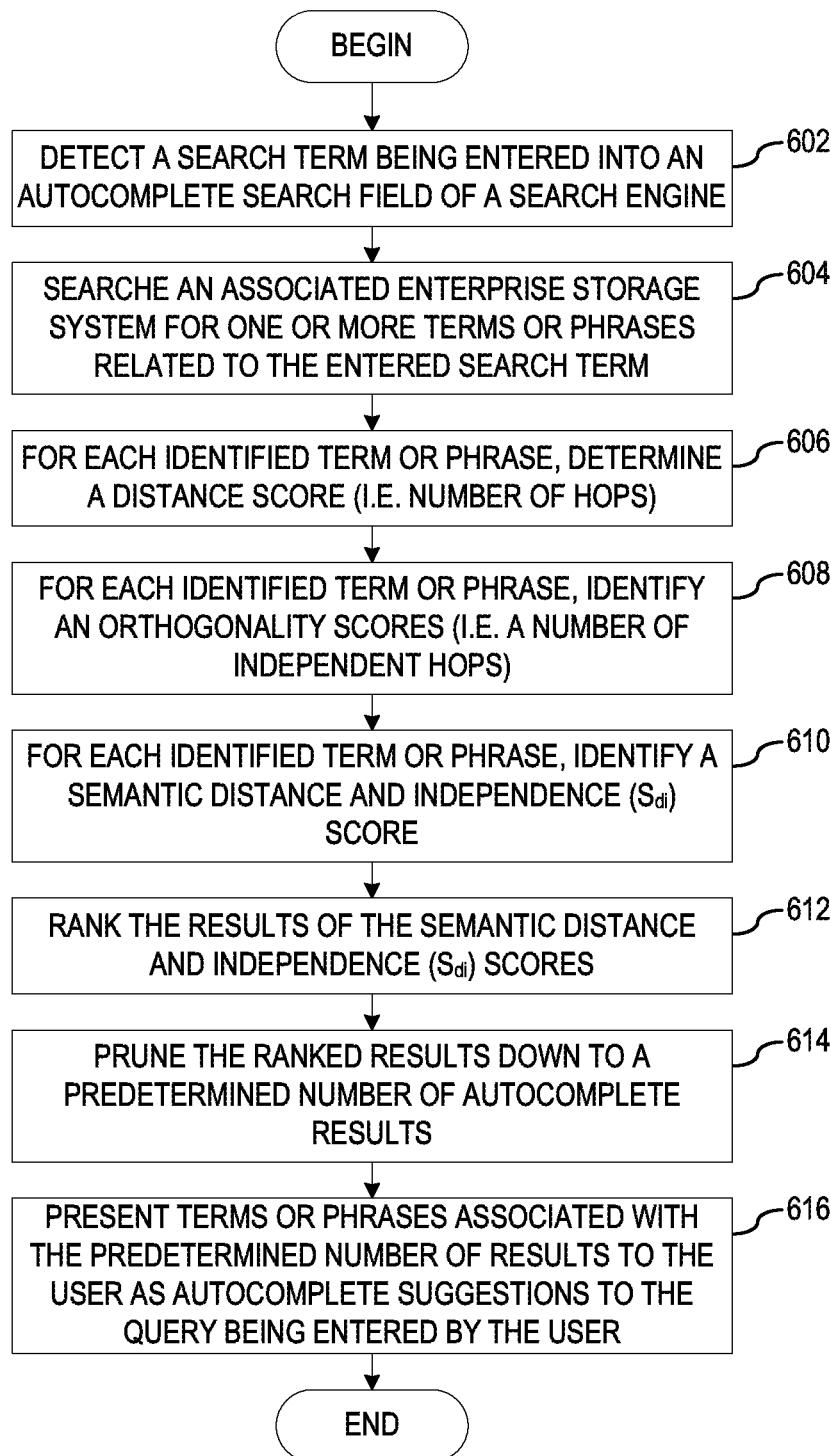 BEGIN
DETECT A SEARCH TERM BEING ENTERED INTO AN
AUTOCOMPLETE SEARCH FIELD OF A SEARCH ENGINE
602
SEARCHE AN ASSOCIATED ENTERPRISE STORAGE
SYSTEM FOR ONE OR MORE TERMS OR PHRASES
RELATED TO THE ENTERED SEARCH TERM
604
FOR EACH IDENTIFIED TERM OR PHRASE, DETERMINE
A DISTANCE SCORE (I.E. NUMBER OF HOPS)
606
FOR EACH IDENTIFIED TERM OR PHRASE, IDENTIFY
AN ORTHOGONALITY SCORES (I.E. A NUMBER OF
INDEPENDENT HOPS)
608
FOR EACH IDENTIFIED TERM OR PHRASE, IDENTIFY A
SEMANTIC DISTANCE AND INDEPENDENCE (Sdi)
SCORE
610
RANK THE RESULTS OF THE SEMANTIC DISTANCE
AND INDEPENDENCE (Sdi) SCORES
612
PRUNE THE RANKED RESULTS DOWN TO A
PREDETERMINED NUMBER OF AUTOCOMPLETE
RESULTS
614
PRESENT TERMS OR PHRASES ASSOCIATED WITH
THE PREDETERMINED NUMBER OF RESULTS TO THE
USER AS AUTOCOMPLETE SUGGESTIONS TO THE
QUERY BEING ENTERED BY THE USER
616
END